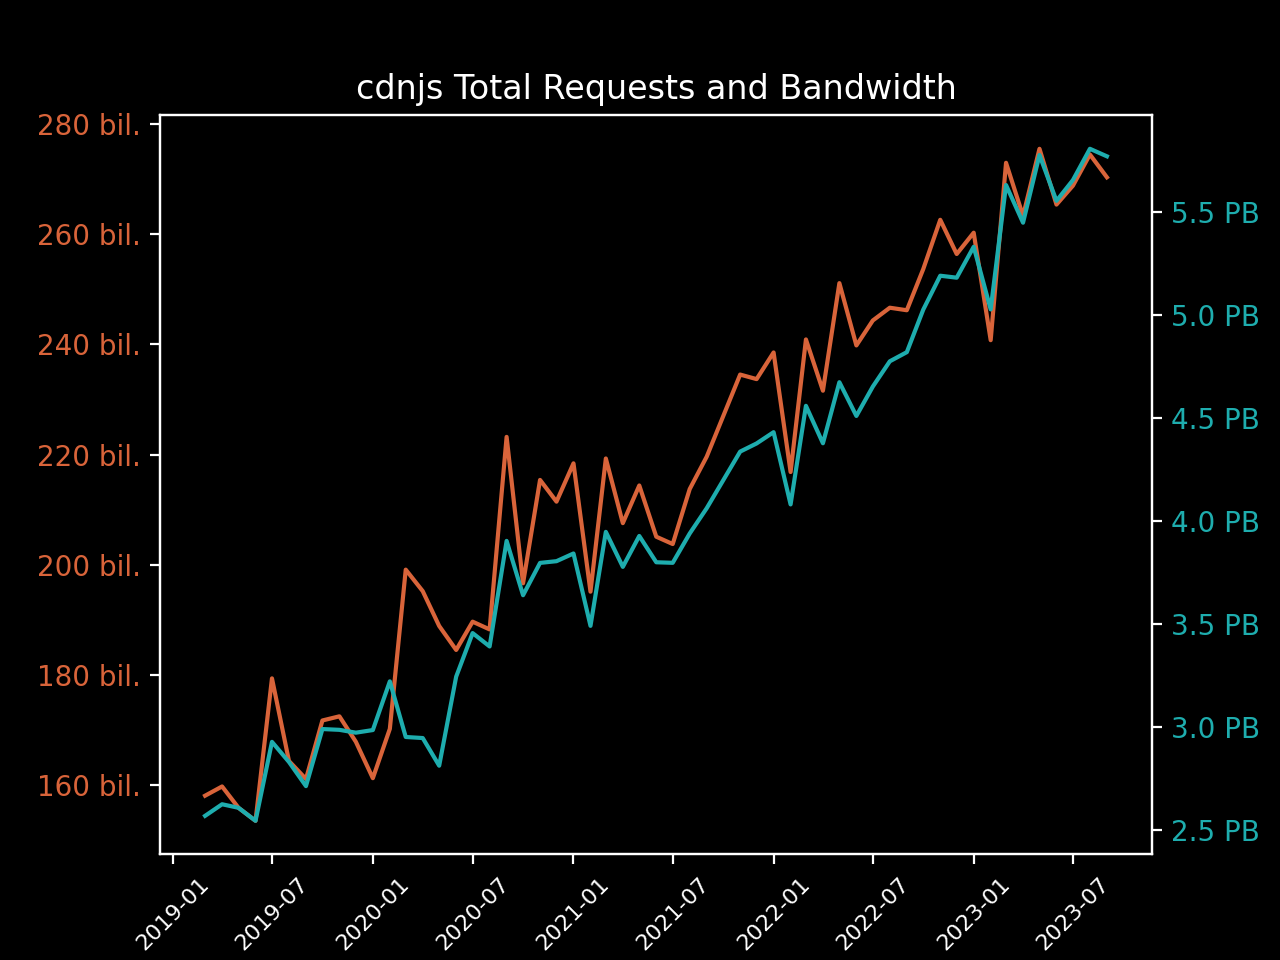 cdnjs Total Requests and Bandwidth
280 bil.
260 bil.
240 bil.
220 bil.
200 bil.
180 bil.
160 bil.
5.5 PB
5.0 PB
4.5 PB
4.0 PB
3.5 PB
3.0 PB
2.5 PB
2019-01
2019-07
2020-01
2020-07
2021-01
2021-07
2022-01
2022-07
2023-01
2023-07